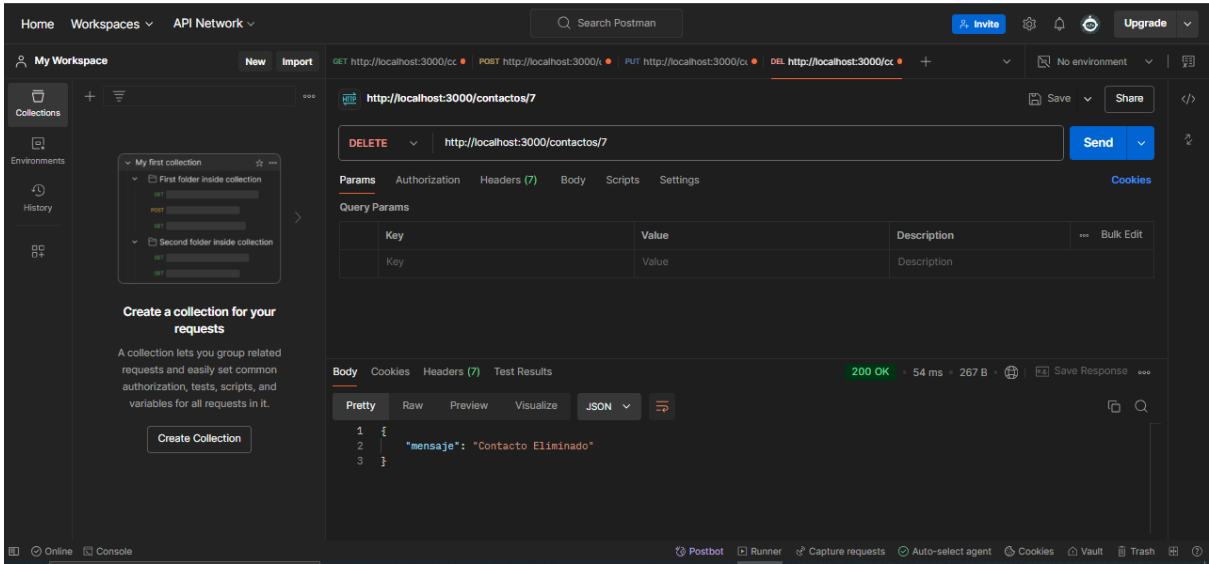 Home Workspaces API Network Search Postman Invite Upgrade
My Workspace New Import GET http://localhost:3000/cc POST http://localhost:3000/c PUT http://localhost:3000/cc DEL http://localhost:3000/cc No environment
Collections
Environments
History
My first collection
First folder inside collection
GET
POST
GET
Second folder inside collection
GET
GET
Create a collection for your
requests
A collection lets you group related
requests and easily set common
authorization, tests, scripts, and
variables for all requests in it.
Create Collection
HTTP http://localhost:3000/contactos/7 Save Share
DELETE http://localhost:3000/contactos/7 Send
Params Authorization Headers (7) Body Scripts Settings Cookies
Query Params
Key Value Description Bulk Edit
Key Value Description
Body Cookies Headers (7) Test Results 200 OK 54 ms 267 B Save Response
Pretty Raw Preview Visualize JSON
1 {
2 "mensaje": "Contacto Eliminado"
3 }
Online Console Postbot Runner Capture requests Auto-select agent Cookies Vault Trash